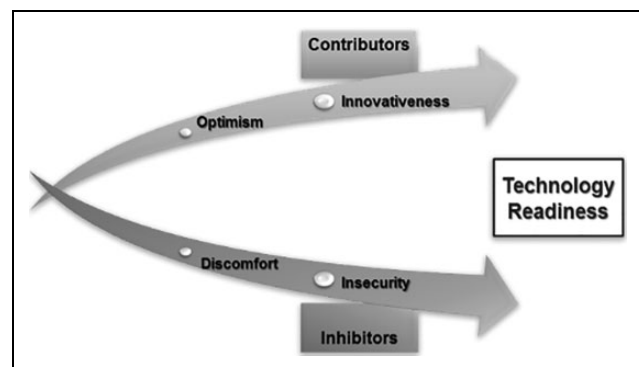 Contributors
Innovativeness
Optimism
Technology
Readiness
Discomfort
Insecurity
Inhibitors